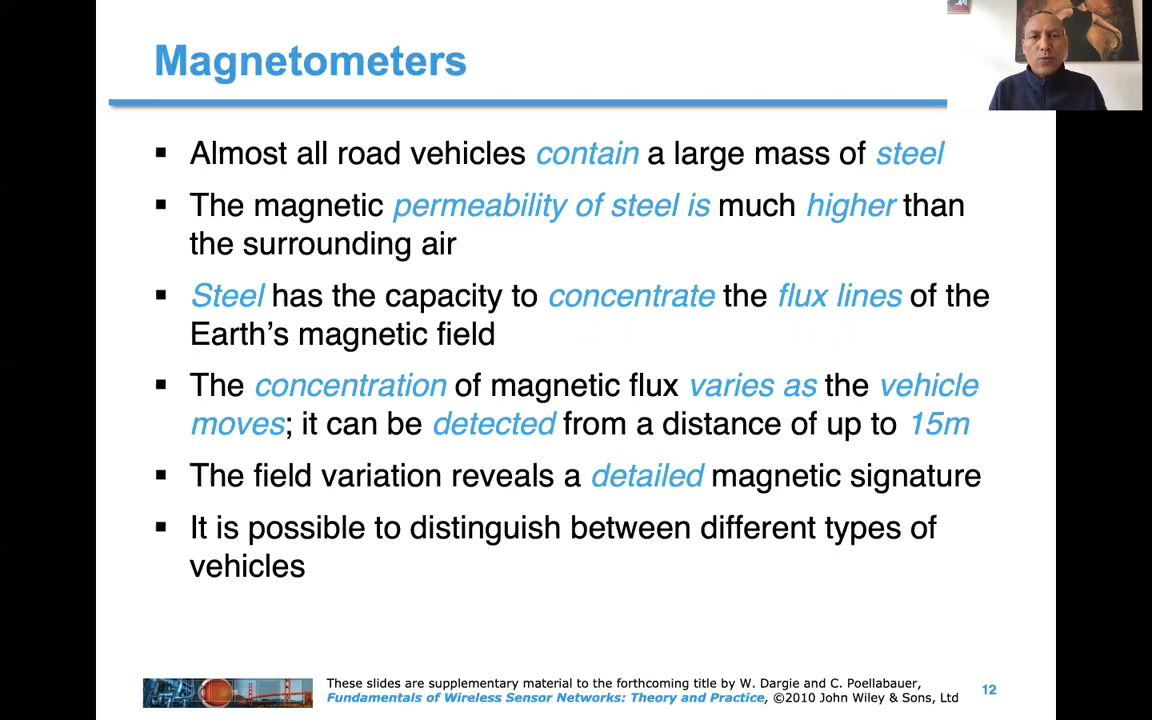 Magnetometers
▪ Almost all road vehicles contain a large mass of steel
▪ The magnetic permeability of steel is much higher than
the surrounding air
▪ Steel has the capacity to concentrate the flux lines of the
Earth’s magnetic field
▪ The concentration of magnetic flux varies as the vehicle
moves; it can be detected from a distance of up to 15m
▪ The field variation reveals a detailed magnetic signature
▪ It is possible to distinguish between different types of
vehicles
These slides are supplementary material to the forthcoming title by W. Dargie and C. Poellabauer,
Fundamentals of Wireless Sensor Networks: Theory and Practice, ©2010 John Wiley & Sons, Ltd
12